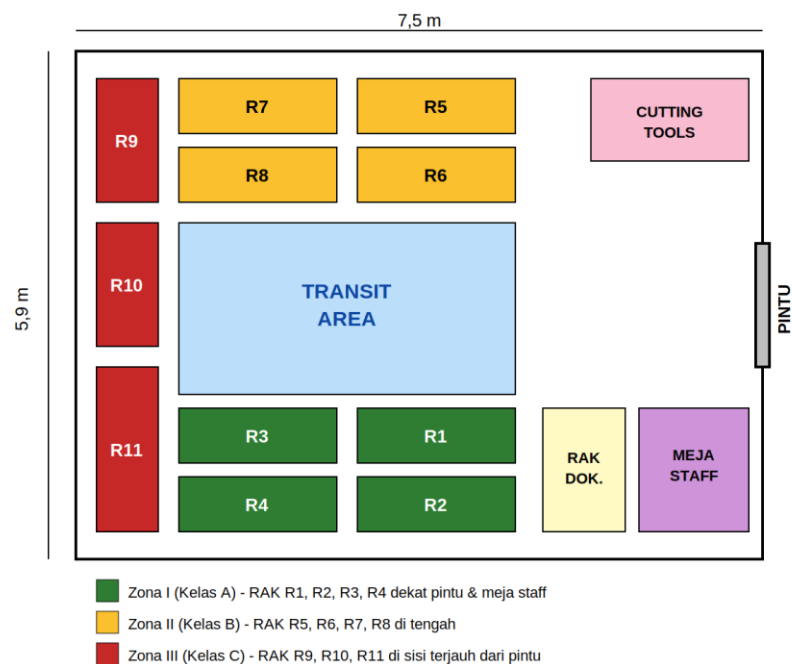 7,5 m
R7
R5
CUTTING
TOOLS
R9
R8
R6
R10
TRANSIT
AREA
5,9 m
PINTU
R3
R1
R11
RAK
DOK.
MEJA
STAFF
R4
R2
Zona I (Kelas A) - RAK R1, R2, R3, R4 dekat pintu & meja staff
Zona II (Kelas B) - RAK R5, R6, R7, R8 di tengah
Zona III (Kelas C) - RAK R9, R10, R11 di sisi terjauh dari pintu